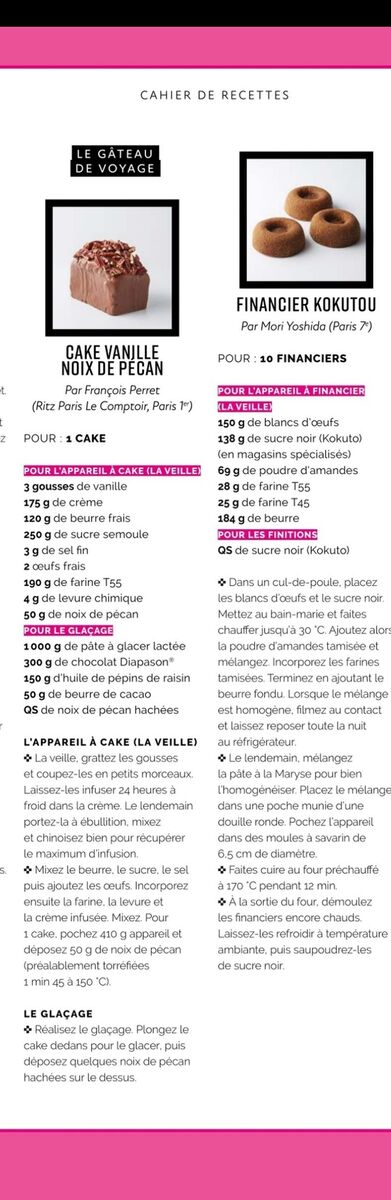 CAHIER DE RECETTES
LE GÂTEAU
DE VOYAGE
CAKE VANILLE
NOIX DE PÉCAN
Par François Perret
(Ritz Paris Le Comptoir, Paris 1er)
POUR : 1 CAKE
POUR L'APPAREIL À CAKE (LA VEILLE)
3 gousses de vanille
175 g de crème
120 g de beurre frais
250 g de sucre semoule
3 g de sel fin
2 œufs frais
190 g de farine T55
4 g de levure chimique
50 g de noix de pécan
POUR LE GLAÇAGE
1 000 g de pâte à glacer lactée
300 g de chocolat Diapason®
150 g d'huile de pépins de raisin
50 g de beurre de cacao
QS de noix de pécan hachées
L'APPAREIL À CAKE (LA VEILLE)
✤ La veille, grattez les gousses
et coupez-les en petits morceaux.
Laissez-les infuser 24 heures à
froid dans la crème. Le lendemain
portez-la à ébullition, mixez
et chinoisez bien pour récupérer
le maximum d'infusion.
✤ Mixez le beurre, le sucre, le sel
puis ajoutez les œufs. Incorporez
ensuite la farine, la levure et
la crème infusée. Mixez. Pour
1 cake, pochez 410 g appareil et
déposez 50 g de noix de pécan
(préalablement torréfiées
1 min 45 à 150 °C).
LE GLAÇAGE
✤ Réalisez le glaçage. Plongez le
cake dedans pour le glacer, puis
déposez quelques noix de pécan
hachées sur le dessus.
FINANCIER KOKUTOU
Par Mori Yoshida (Paris 7e)
POUR : 10 FINANCIERS
POUR L'APPAREIL À FINANCIER
(LA VEILLE)
150 g de blancs d'œufs
138 g de sucre noir (Kokuto)
(en magasins spécialisés)
69 g de poudre d'amandes
28 g de farine T55
25 g de farine T45
184 g de beurre
POUR LES FINITIONS
QS de sucre noir (Kokuto)
✤ Dans un cul-de-poule, placez
les blancs d'œufs et le sucre noir.
Mettez au bain-marie et faites
chauffer jusqu'à 30 °C. Ajoutez alors
la poudre d'amandes tamisée et
mélangez. Incorporez les farines
tamisées. Terminez en ajoutant le
beurre fondu. Lorsque le mélange
est homogène, filmez au contact
et laissez reposer toute la nuit
au réfrigérateur.
✤ Le lendemain, mélangez
la pâte à la Maryse pour bien
l'homogénéiser. Placez le mélange
dans une poche munie d'une
douille ronde. Pochez l'appareil
dans des moules à savarin de
6,5 cm de diamètre.
✤ Faites cuire au four préchauffé
à 170 °C pendant 12 min.
✤ À la sortie du four, démoulez
les financiers encore chauds.
Laissez-les refroidir à température
ambiante, puis saupoudrez-les
de sucre noir.